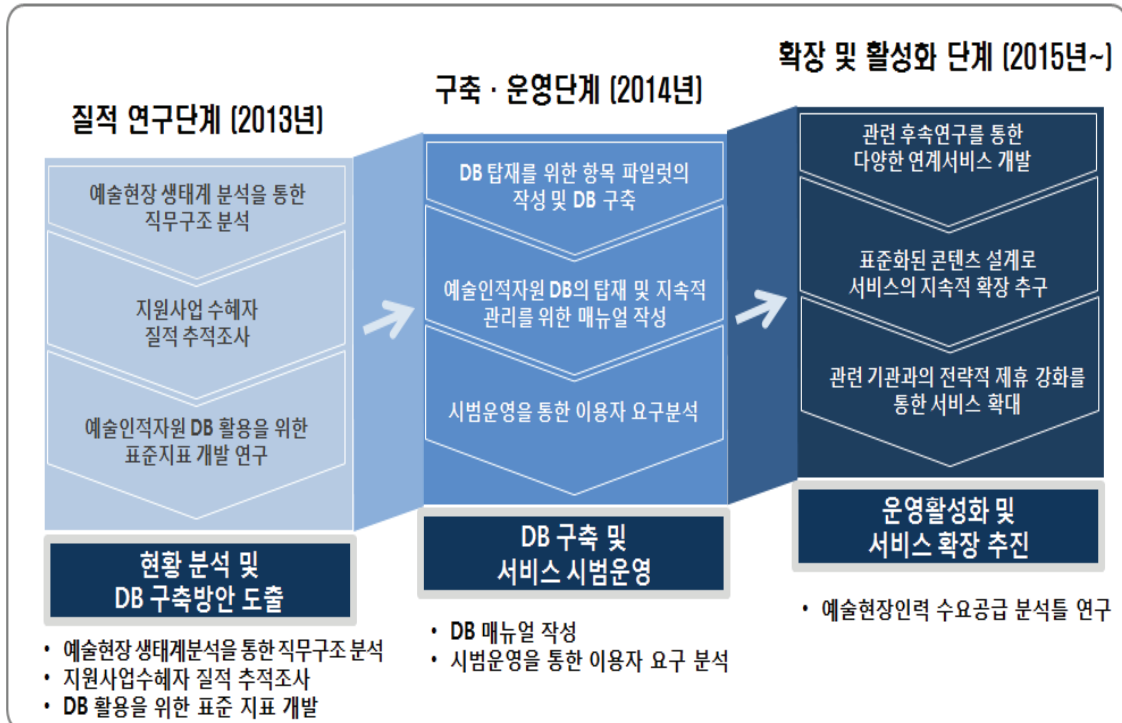 질적 연구단계 (2013년)
예술현장 생태계 분석을 통한
직무구조 분석
지원사업 수혜자
질적 추적조사
예술인적자원 DB 활용을 위한
표준지표 개발 연구
현황 분석 및
DB 구축방안 도출
• 예술현장 생태계분석을 통한 직무구조 분석
• 지원사업수혜자 질적 추적조사
• DB 활용을 위한 표준 지표 개발
구축 · 운영단계 (2014년)
DB 탑재를 위한 항목 파일럿의
작성 및 DB 구축
예술인적자원 DB의 탑재 및 지속적
관리를 위한 매뉴얼 작성
시범운영을 통한 이용자 요구분석
DB 구축 및
서비스 시범운영
• DB 매뉴얼 작성
• 시범운영을 통한 이용자 요구 분석
확장 및 활성화 단계 (2015년~)
관련 후속연구를 통한
다양한 연계서비스 개발
표준화된 콘텐츠 설계로
서비스의 지속적 확장 추구
관련 기관과의 전략적 제휴 강화를
통한 서비스 확대
운영활성화 및
서비스 확장 추진
• 예술현장인력 수요공급 분석틀 연구